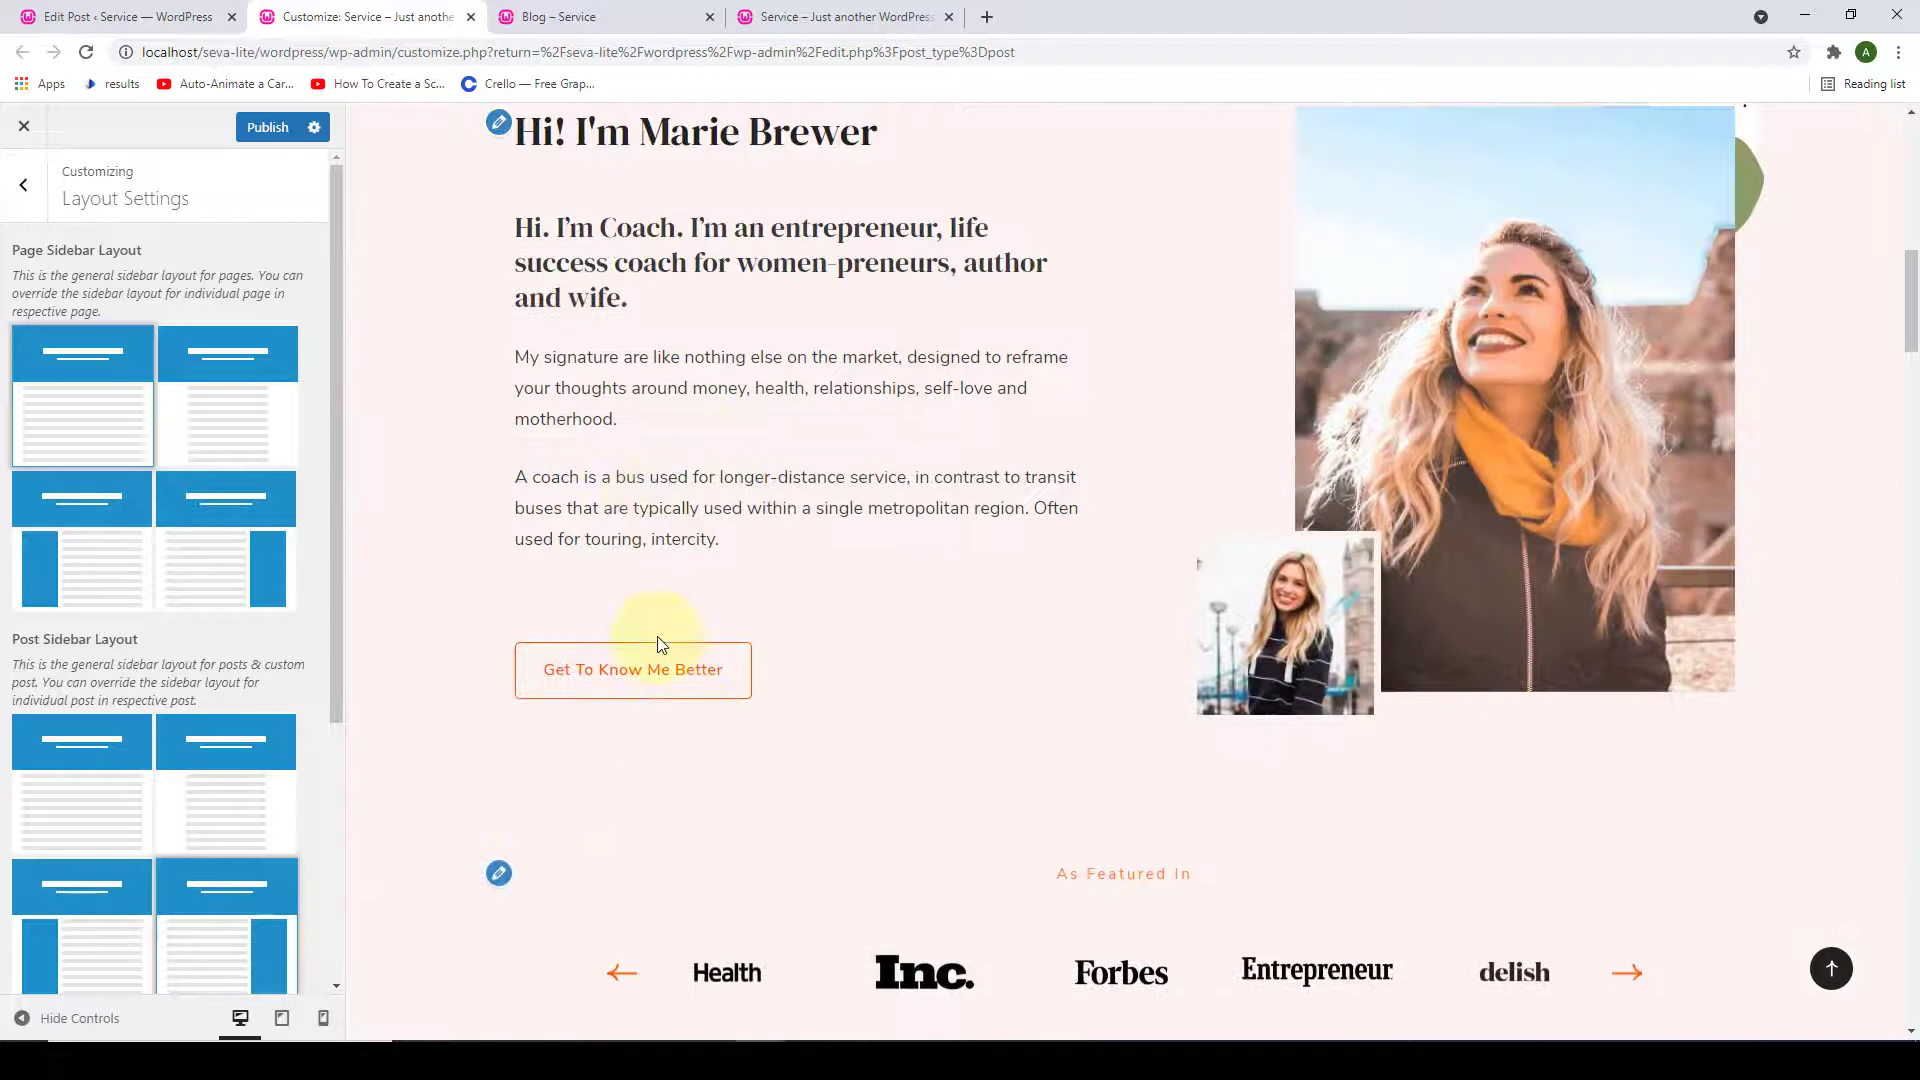 Edit Post ‹ Service — WordPress
Customize: Service – Just anothe
Blog – Service
Service – Just another WordPress
localhost/seva-lite/wordpress/wp-admin/customize.php?return=%2Fseva-lite%2Fwordpress%2Fwp-admin%2Fedit.php%3Fpost_type%3Dpost
A
Apps
results
Auto-Animate a Car...
How To Create a Sc...
Crello — Free Grap...
Reading list
Publish
Customizing
Layout Settings
Page Sidebar Layout
This is the general sidebar layout for pages. You can
override the sidebar layout for individual page in
respective page.
Post Sidebar Layout
This is the general sidebar layout for posts & custom
post. You can override the sidebar layout for
individual post in respective post.
Hide Controls
Hi! I'm Marie Brewer
Hi. I'm Coach. I'm an entrepreneur, life
success coach for women-preneurs, author
and wife.
My signature are like nothing else on the market, designed to reframe
your thoughts around money, health, relationships, self-love and
motherhood.
A coach is a bus used for longer-distance service, in contrast to transit
buses that are typically used within a single metropolitan region. Often
used for touring, intercity.
Get To Know Me Better
As Featured In
Health
Inc.
Forbes
Entrepreneur
delish